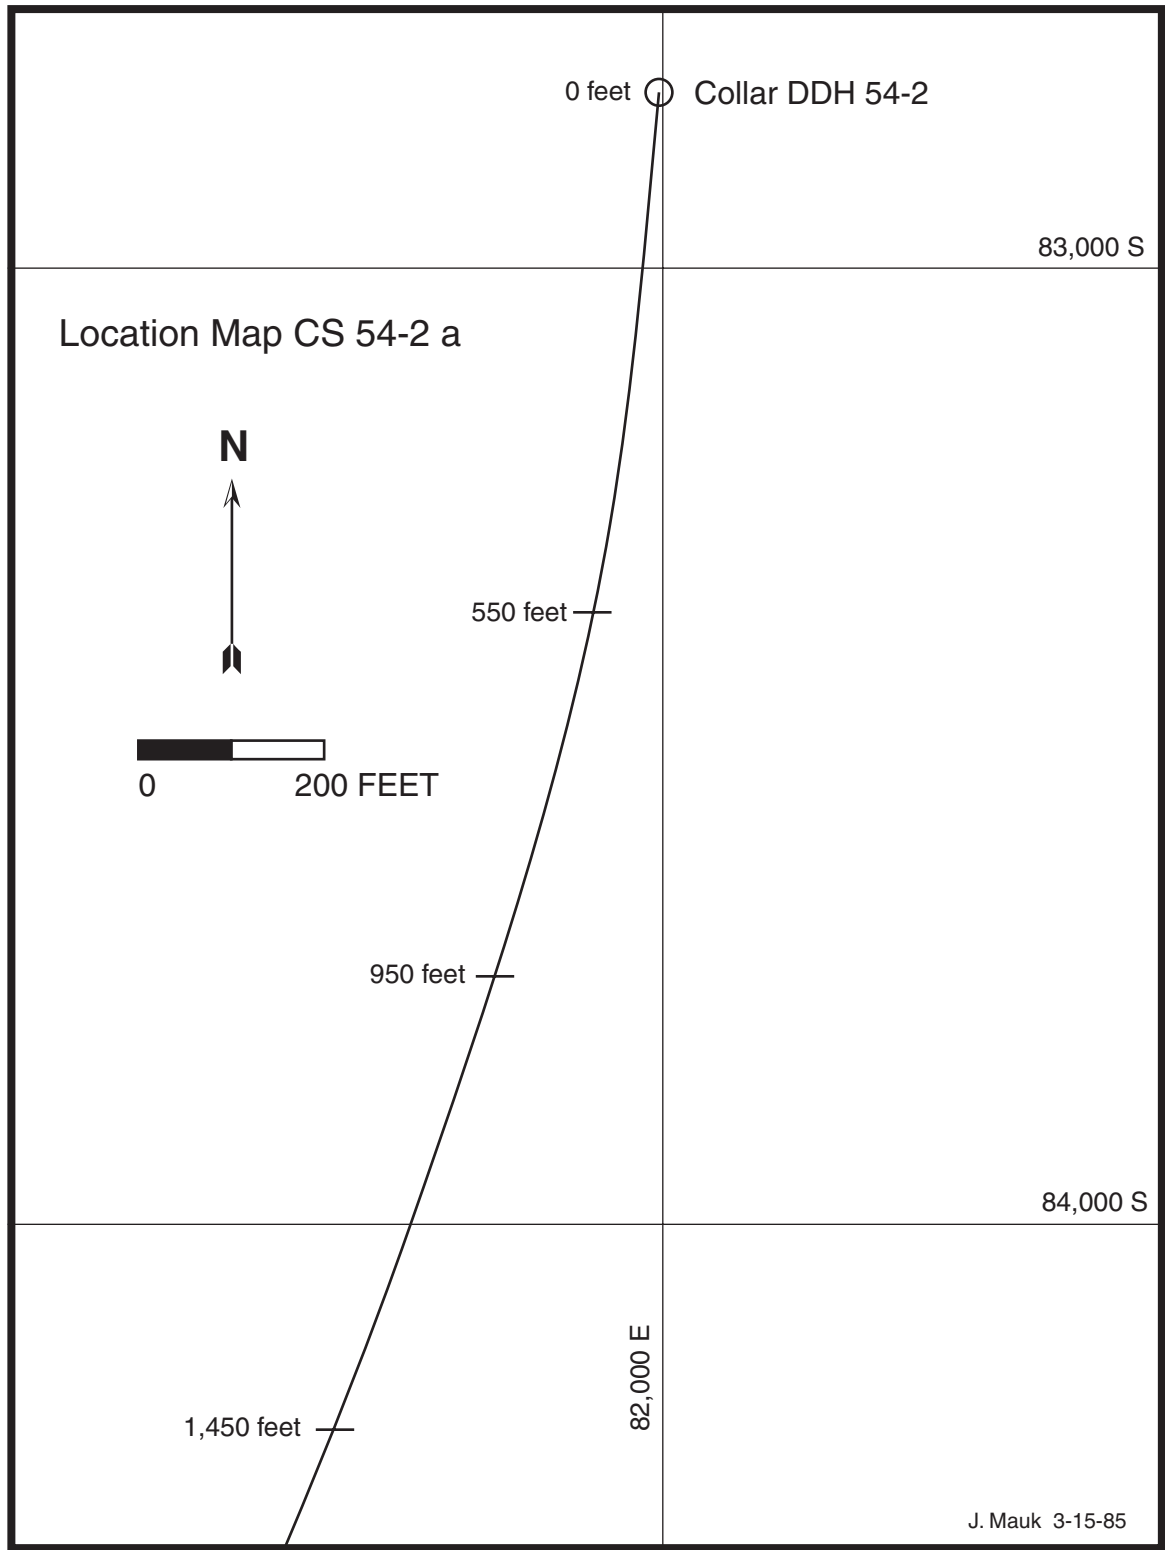 0 feet
Collar DDH 54-2
83,000 S
Location Map CS 54-2 a
N
550 feet
0
200 FEET
950 feet
84,000 S
82,000 E
1,450 feet
J. Mauk 3-15-85